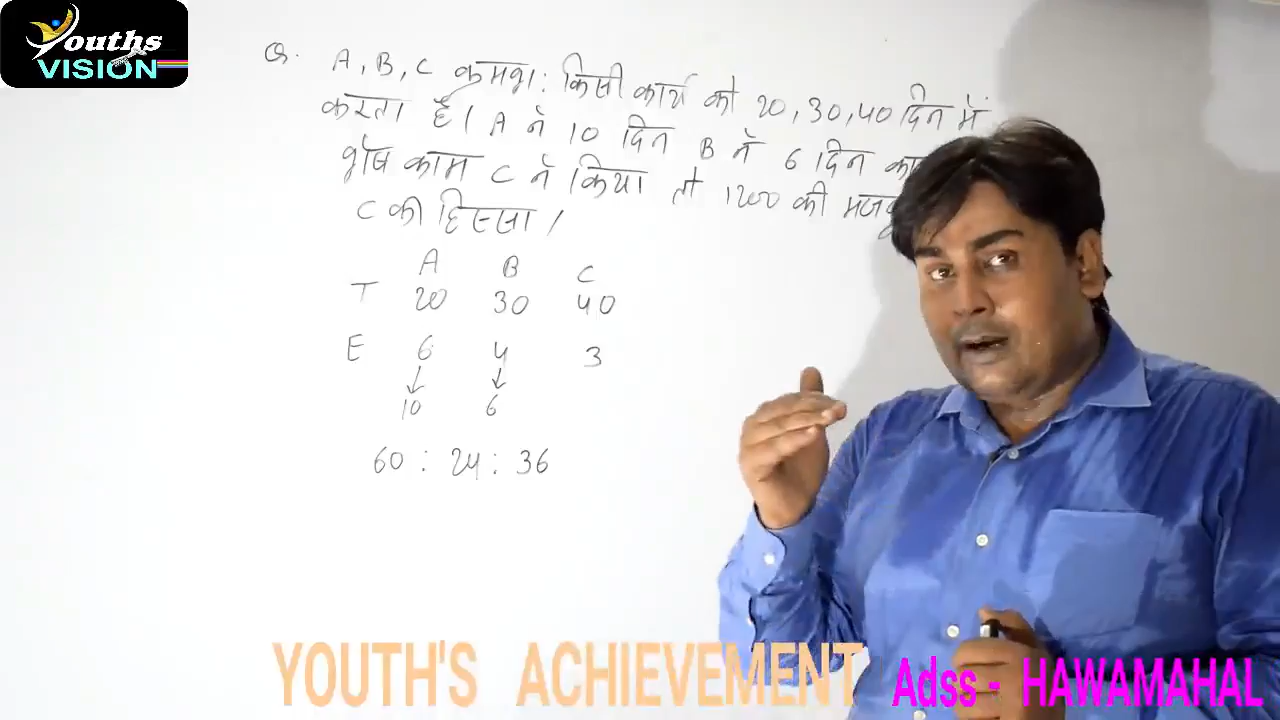 Youths
VISION
Q. A, B, C क्रमश: किसी कार्य को 20, 30, 40 दिन में
करता है। A ने 10 दिन B ने 6 दिन
शेष काम C ने किया तो 1200 की
C की हिस्सा।
A B C
T 20 30 40
E 6 4 3
10 6
60 : 24 : 36
YOUTH'S ACHIEVEMENT Adss - HAWAMAHAL